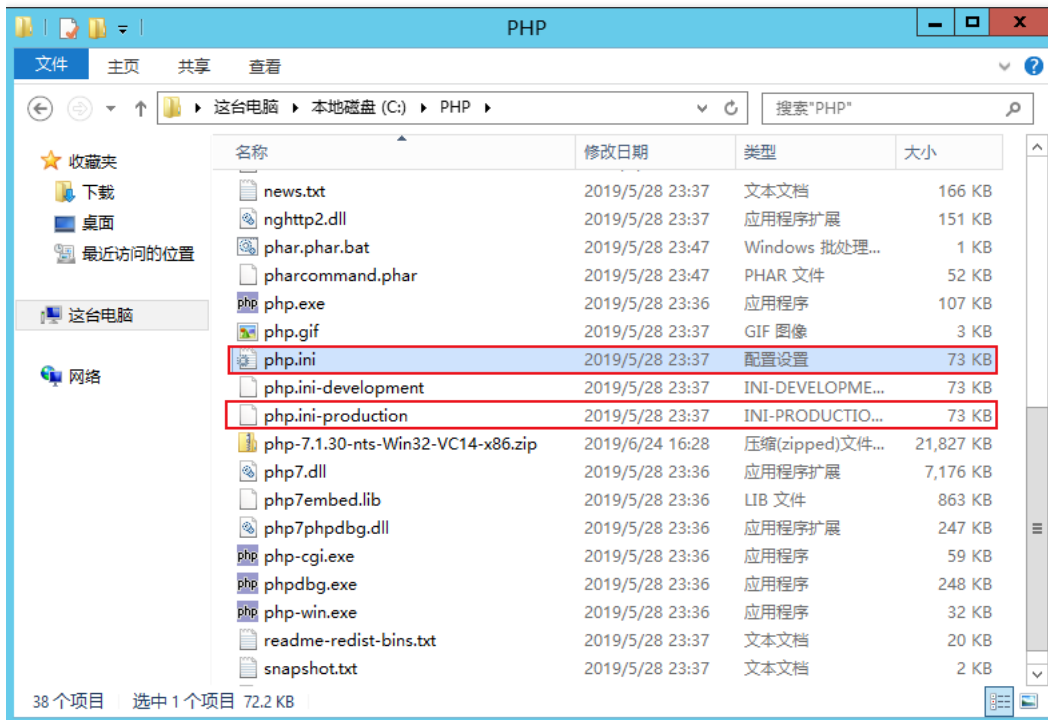 PHP
文件 主页 共享 查看
这台电脑 本地磁盘 (C:) PHP 搜索"PHP"
收藏夹
下载
桌面
最近访问的位置
这台电脑
网络
名称 修改日期 类型 大小
news.txt 2019/5/28 23:37 文本文档 166 KB
nghttp2.dll 2019/5/28 23:37 应用程序扩展 151 KB
phar.phar.bat 2019/5/28 23:47 Windows 批处理... 1 KB
pharcommand.phar 2019/5/28 23:47 PHAR 文件 52 KB
php php.exe 2019/5/28 23:36 应用程序 107 KB
php.gif 2019/5/28 23:37 GIF 图像 3 KB
php.ini 2019/5/28 23:37 配置设置 73 KB
php.ini-development 2019/5/28 23:37 INI-DEVELOPME... 73 KB
php.ini-production 2019/5/28 23:37 INI-PRODUCTIO... 73 KB
php-7.1.30-nts-Win32-VC14-x86.zip 2019/6/24 16:28 压缩(zipped)文件... 21,827 KB
php7.dll 2019/5/28 23:36 应用程序扩展 7,176 KB
php7embed.lib 2019/5/28 23:36 LIB 文件 863 KB
php7phpdbg.dll 2019/5/28 23:36 应用程序扩展 247 KB
php php-cgi.exe 2019/5/28 23:36 应用程序 59 KB
php phpdbg.exe 2019/5/28 23:36 应用程序 248 KB
php php-win.exe 2019/5/28 23:36 应用程序 32 KB
readme-redist-bins.txt 2019/5/28 23:37 文本文档 20 KB
snapshot.txt 2019/5/28 23:37 文本文档 2 KB
38 个项目 选中 1 个项目 72.2 KB